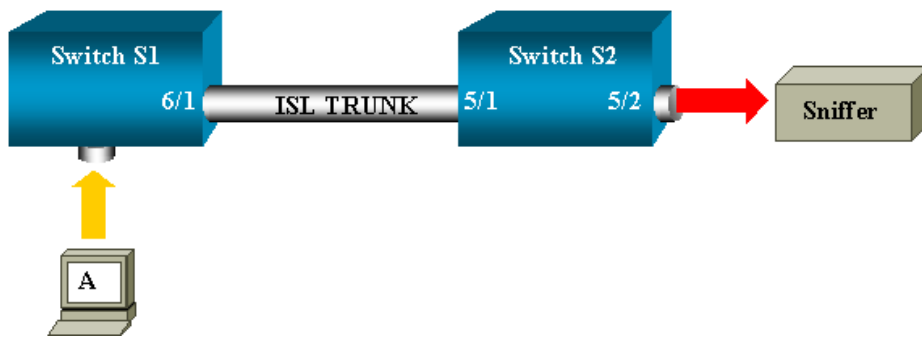 Switch S1
Switch S2
6/1
ISL TRUNK
5/1
5/2
Sniffer
A